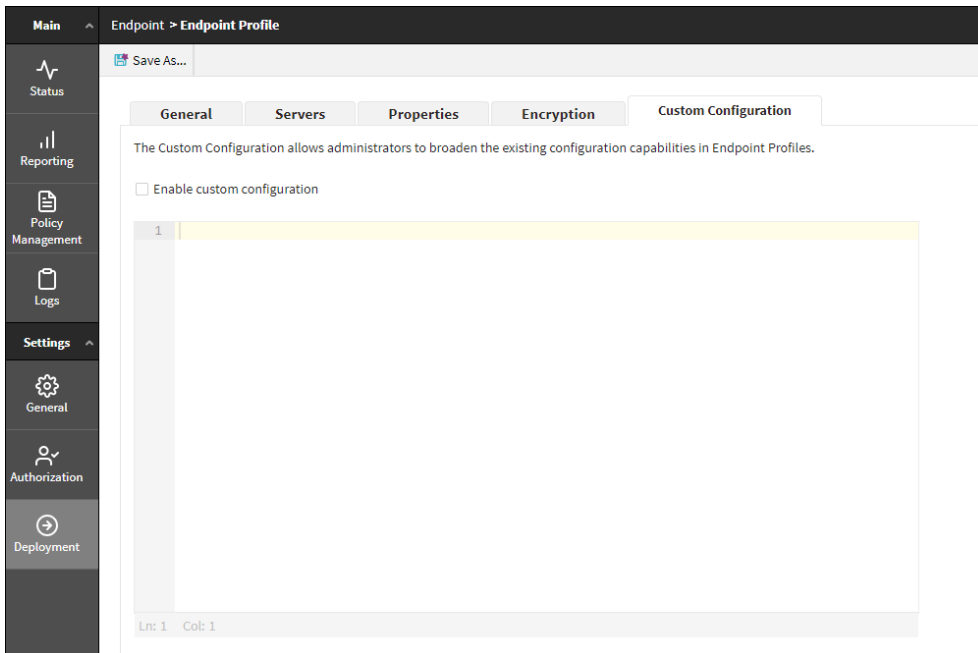 Main
Endpoint > Endpoint Profile
Save As...
Status
Reporting
Policy
Management
Logs
Settings
General
Authorization
Deployment
General
Servers
Properties
Encryption
Custom Configuration
The Custom Configuration allows administrators to broaden the existing configuration capabilities in Endpoint Profiles.
Enable custom configuration
1
Ln: 1 Col: 1